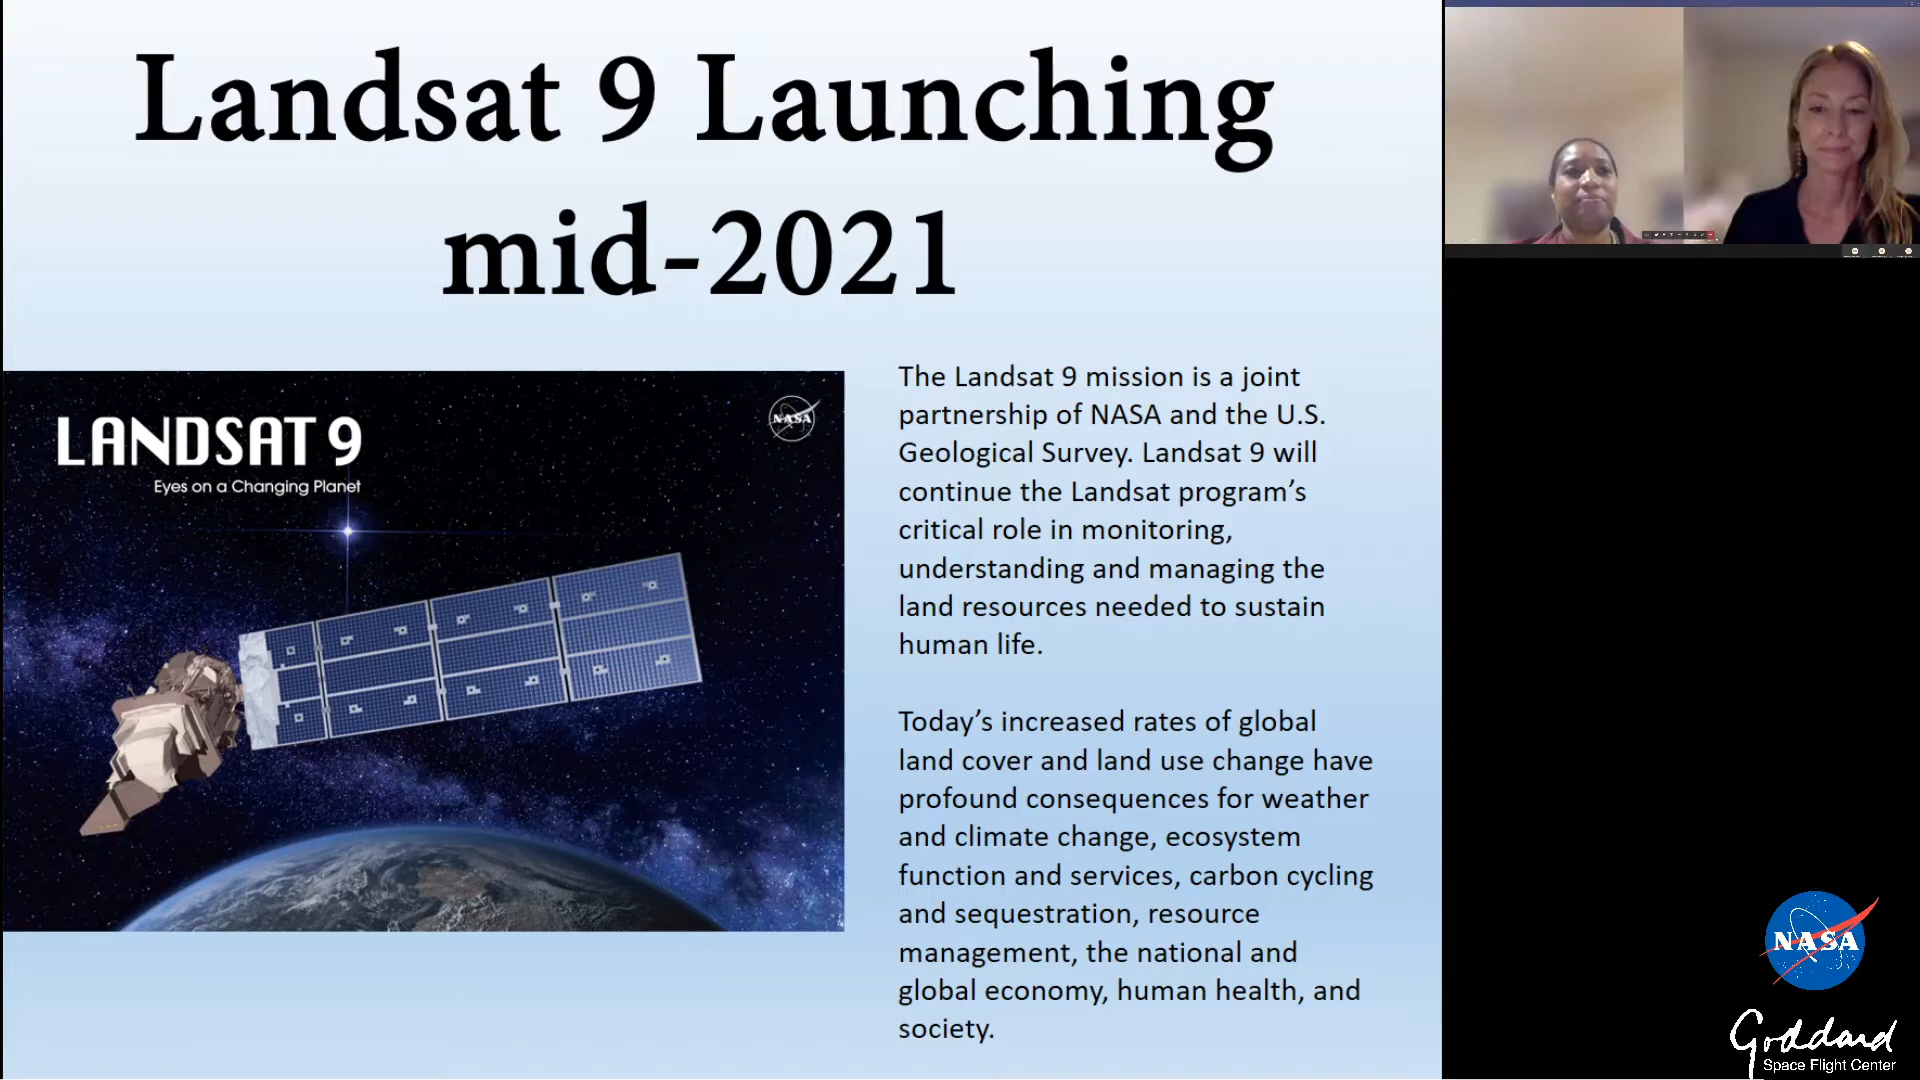 Landsat 9 Launching
mid-2021
LANDSAT 9
Eyes on a Changing Planet
NASA
The Landsat 9 mission is a joint
partnership of NASA and the U.S.
Geological Survey. Landsat 9 will
continue the Landsat program’s
critical role in monitoring,
understanding and managing the
land resources needed to sustain
human life.
Today’s increased rates of global
land cover and land use change have
profound consequences for weather
and climate change, ecosystem
function and services, carbon cycling
and sequestration, resource
management, the national and
global economy, human health, and
society.
NASA
Goddard
Space Flight Center